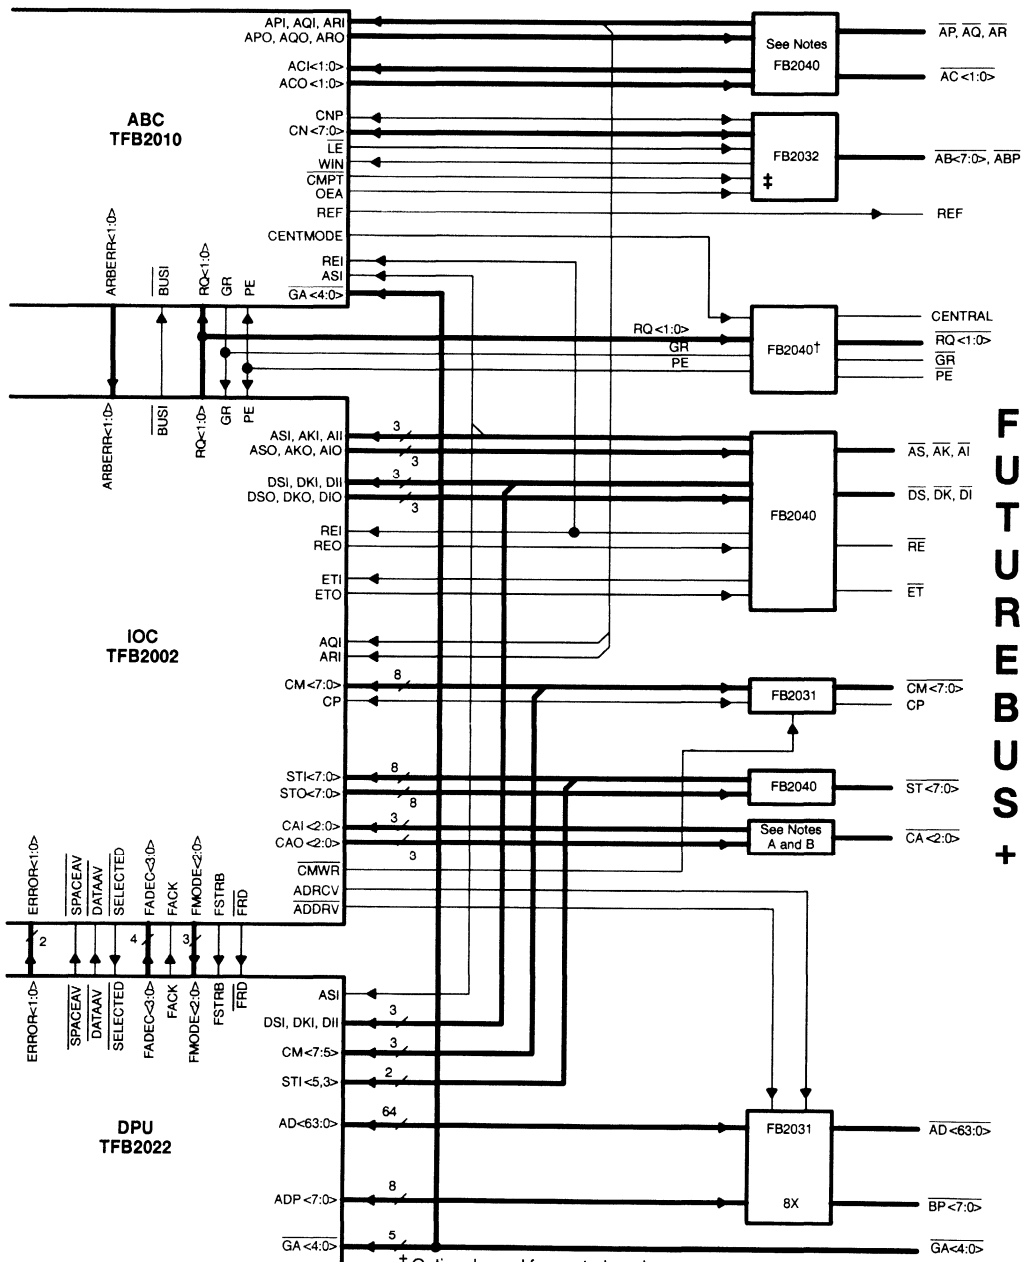 ABC
TFB2010
API, AQI, ARI
APO, AQO, ARO
ACI<1:0>
ACO<1:0>
CNP
CN<7:0>
LE
WIN
CMPT
OEA
REF
CENTMODE
REI
ASI
GA<4:0>
ARBERR<1:0>
BUSI
RQ<1:0>
GR
PE
See Notes
FB2040
AP, AQ, AR
AC<1:0>
FB2032
‡
AB<7:0>, ABP
REF
RQ<1:0>
GR
PE
FB2040†
CENTRAL
RQ<1:0>
GR
PE
ARBERR<1:0>
BUSI
RQ<1:0>
GR
PE
IOC
TFB2002
ASI, AKI, AII
3
ASO, AKO, AIO
3
DSI, DKI, DII
3
DSO, DKO, DIO
3
REI
REO
ETI
ETO
AQI
ARI
CM<7:0>
8
CP
STI<7:0>
8
STO<7:0>
8
CAI<2:0>
3
CAO<2:0>
3
CMWR
ADRCV
ADDRV
FB2040
AS, AK, AI
DS, DK, DI
RE
ET
FB2031
CM<7:0>
CP
FB2040
ST<7:0>
See Notes
A and B
CA<2:0>
FUTUREBUS+
ERROR<1:0>
SPACEAV
DATAAV
SELECTED
FADEC<3:0>
FACK
FMODE<2:0>
FSTRB
FRD
2
4
3
ERROR<1:0>
SPACEAV
DATAAV
SELECTED
FADEC<3:0>
FACK
FMODE<2:0>
FSTRB
FRD
DPU
TFB2022
ASI
DSI, DKI, DII
3
CM<7:5>
3
STI<5,3>
2
AD<63:0>
64
ADP<7:0>
8
GA<4:0>
5
FB2031
8X
AD<63:0>
BP<7:0>
GA<4:0>